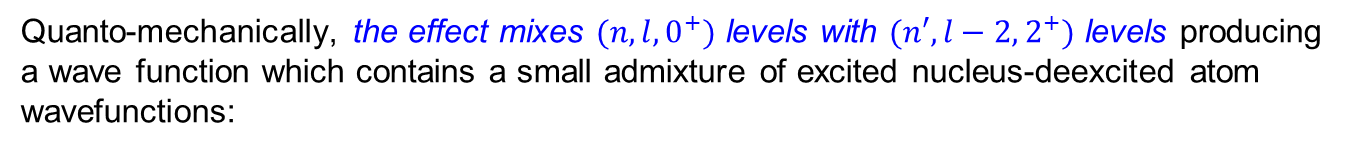 Quanto-mechanically, the effect mixes (n, l, 0⁺) levels with (n′, l − 2, 2⁺) levels producing
a wave function which contains a small admixture of excited nucleus-deexcited atom
wavefunctions: